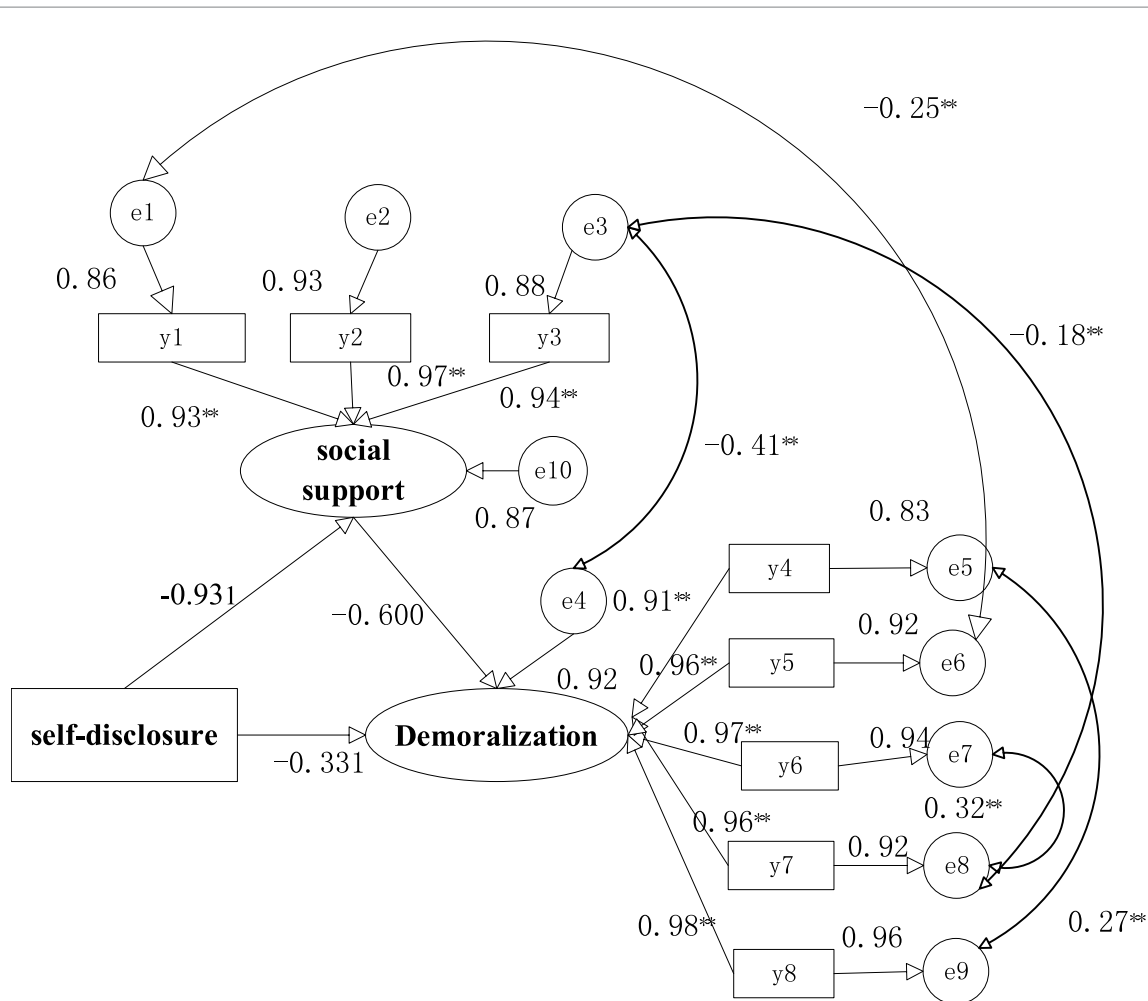 -0.25**
e1
e2
e3
0.86
0.93
0.88
y1
y2
y3
-0.18**
0.97**
0.94**
0.93**
social
support
e10
-0.41**
0.87
0.83
y4
e5
-0.931
-0.600
e4
0.91**
0.92
y5
e6
0.96**
0.92
self-disclosure
Demoralization
-0.331
0.97**
0.94
y6
e7
0.32**
0.96**
0.92
y7
e8
0.98**
0.96
0.27**
y8
e9